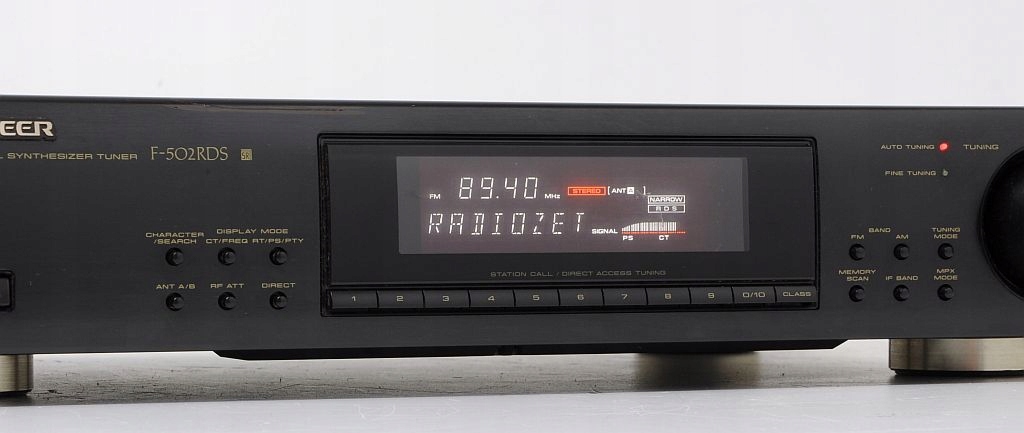 EER
L SYNTHESIZER TUNER F-502RDS
AUTO TUNING TUNING
FINE TUNING
FM 89.40 MHz STEREO [ANT A ]
NARROW
RDS
RADIOZET SIGNAL
PS CT
CHARACTER /SEARCH
DISPLAY MODE
CT/FREQ RT/PS/PTY
BAND
FM AM
TUNING MODE
STATION CALL / DIRECT ACCESS TUNING
ANT A/B RF ATT DIRECT
MEMORY SCAN
IF BAND
MPX MODE
1 2 3 4 5 6 7 8 9 0/10 CLASS